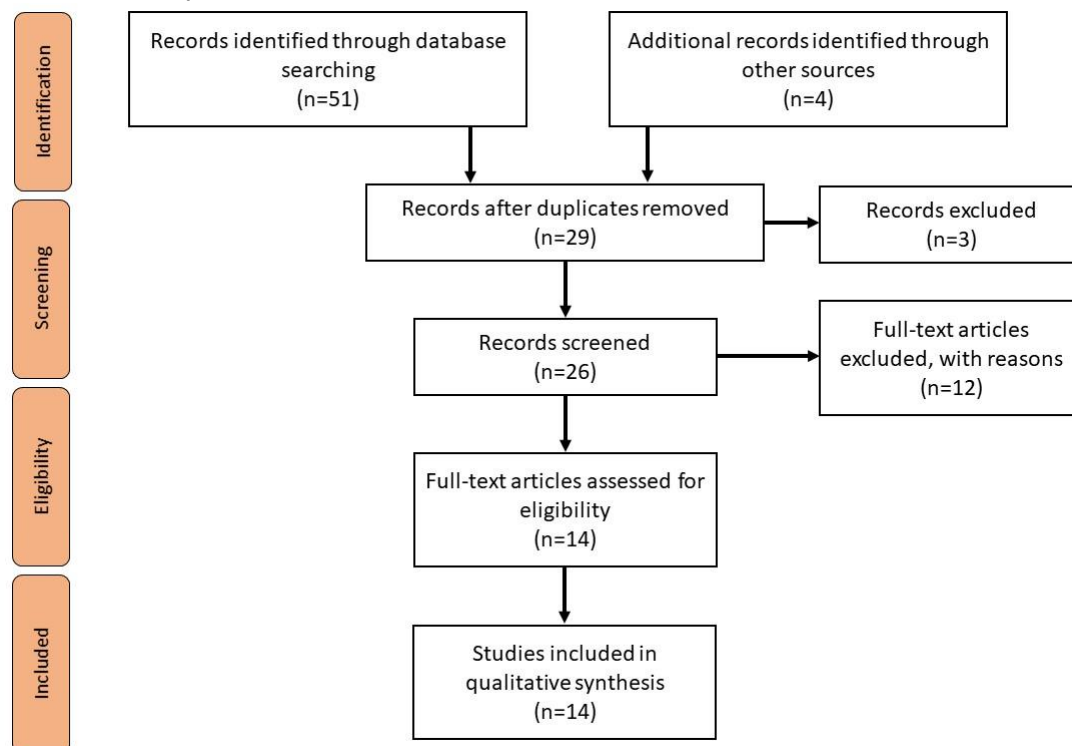 Identification
Records identified through database
searching
(n=51)
Additional records identified through
other sources
(n=4)
Screening
Records after duplicates removed
(n=29)
Records excluded
(n=3)
Records screened
(n=26)
Full-text articles
excluded, with reasons
(n=12)
Eligibility
Full-text articles assessed for
eligibility
(n=14)
Included
Studies included in
qualitative synthesis
(n=14)